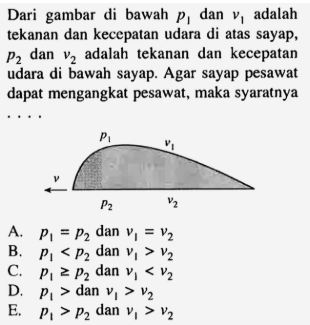 Dari gambar di bawah p₁ dan v₁ adalah
tekanan dan kecepatan udara di atas sayap,
p₂ dan v₂ adalah tekanan dan kecepatan
udara di bawah sayap. Agar sayap pesawat
dapat mengangkat pesawat, maka syaratnya
. . . .
p₁ v₁
v
p₂ v₂
A. p₁ = p₂ dan v₁ = v₂
B. p₁ < p₂ dan v₁ > v₂
C. p₁ ≥ p₂ dan v₁ < v₂
D. p₁ > dan v₁ > v₂
E. p₁ > p₂ dan v₁ > v₂